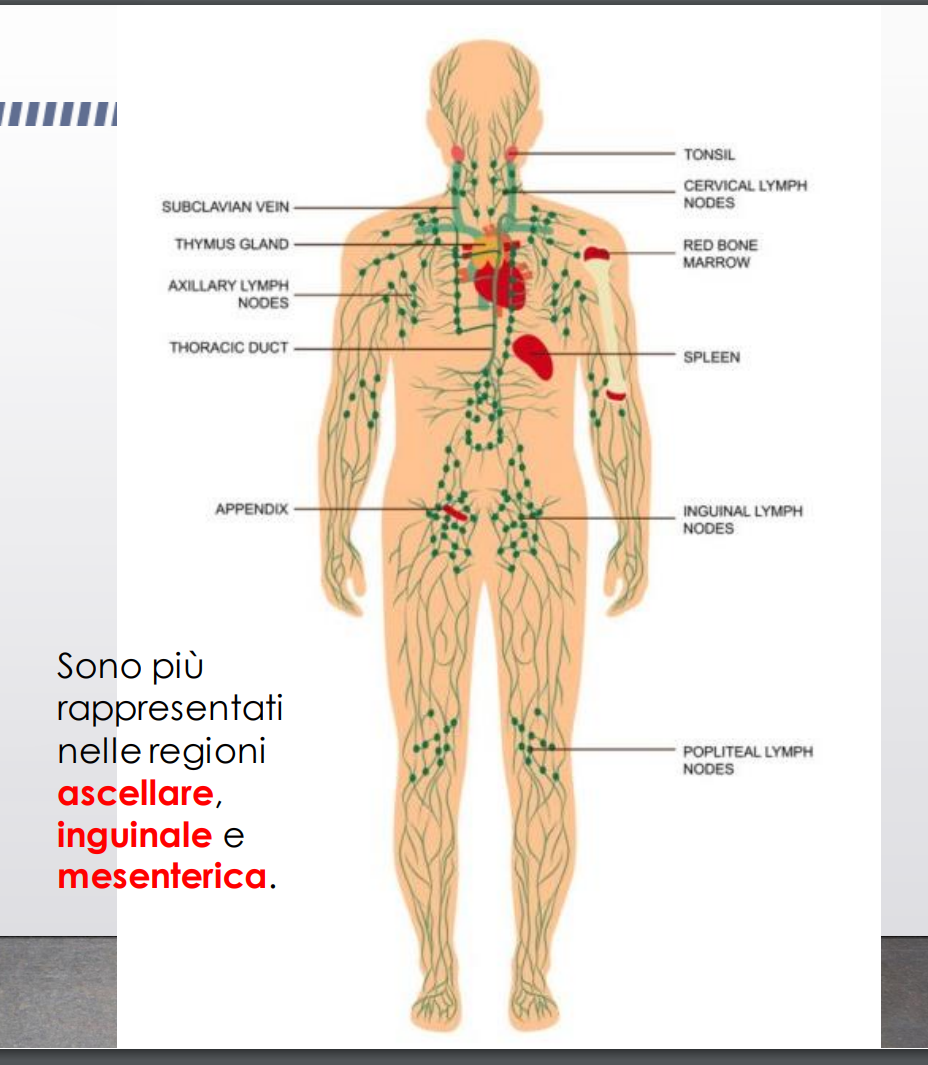 TONSIL
CERVICAL LYMPH
NODES
SUBCLAVIAN VEIN
THYMUS GLAND
RED BONE
MARROW
AXILLARY LYMPH
NODES
THORACIC DUCT
SPLEEN
APPENDIX
INGUINAL LYMPH
NODES
Sono più
rappresentati
nelle regioni
ascellare,
inguinale e
mesenterica.
POPLITEAL LYMPH
NODES